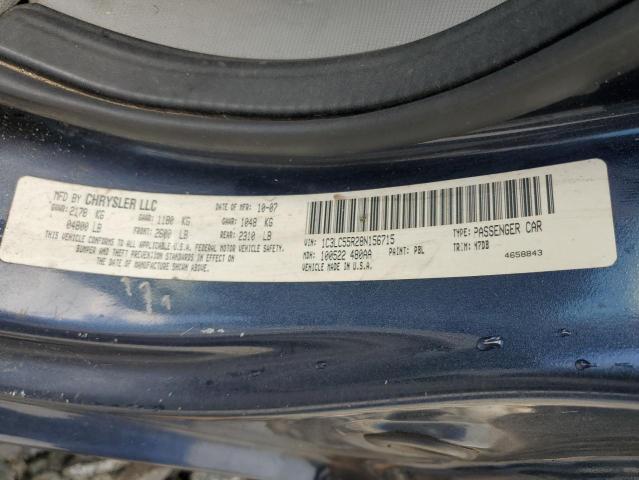 MFD BY CHRYSLER LLC DATE OF MFR 10-07
GVWR: 2178 KG GAWR 1180 KG GAWR 1048 KG
04800 LB FRONT: 2600 LB REAR: 2310 LB
THIS VEHICLE CONFORMS TO ALL APPLICABLE U.S.A. FEDERAL MOTOR VEHICLE SAFETY,
BUMPER AND THEFT PREVENTION STANDARDS IN EFFECT ON
THE DATE OF MANUFACTURE SHOWN ABOVE.
VIN: 1C3LC55R28N156715 TYPE: PASSENGER CAR
MDH: 100522 480AA PAINT: PBL TRIM: M7DB
VEHICLE MADE IN U.S.A. 4658843